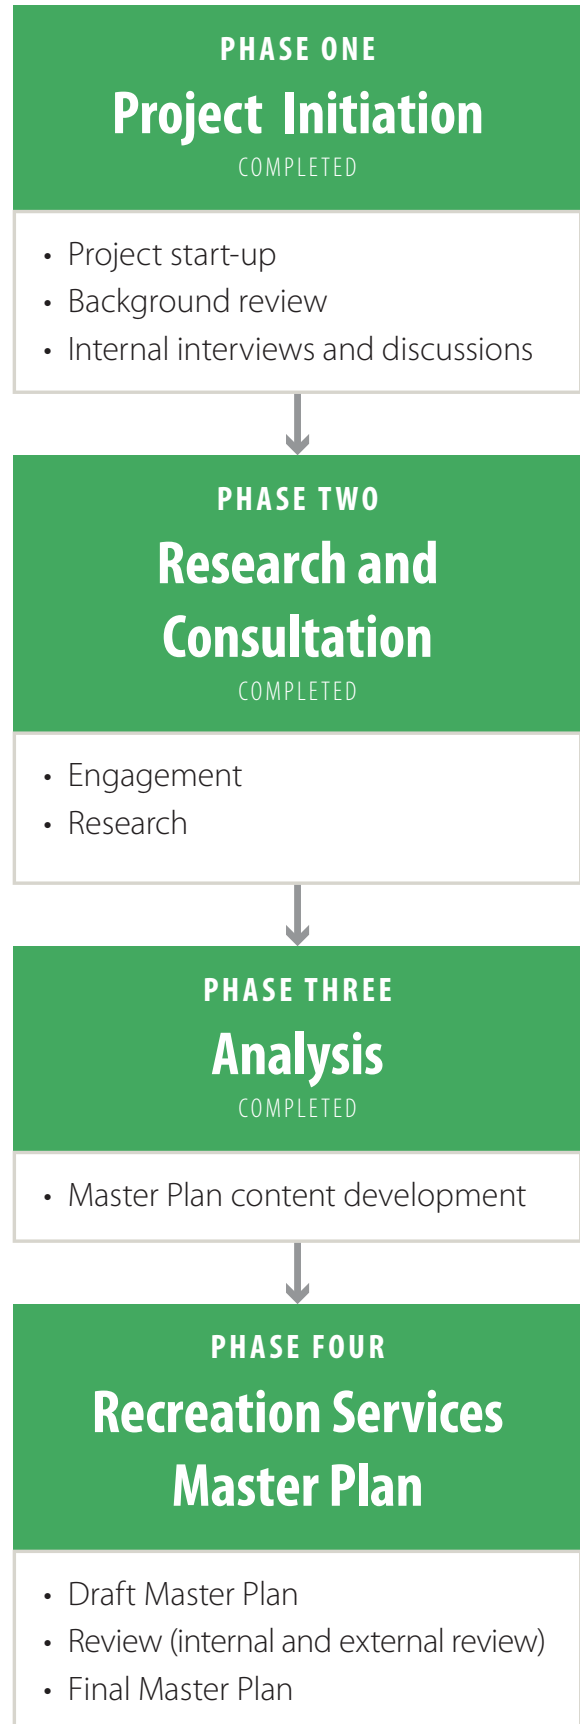 PHASE ONE
Project Initiation
COMPLETED
• Project start-up
• Background review
• Internal interviews and discussions
PHASE TWO
Research and
Consultation
COMPLETED
• Engagement
• Research
PHASE THREE
Analysis
COMPLETED
• Master Plan content development
PHASE FOUR
Recreation Services
Master Plan
• Draft Master Plan
• Review (internal and external review)
• Final Master Plan